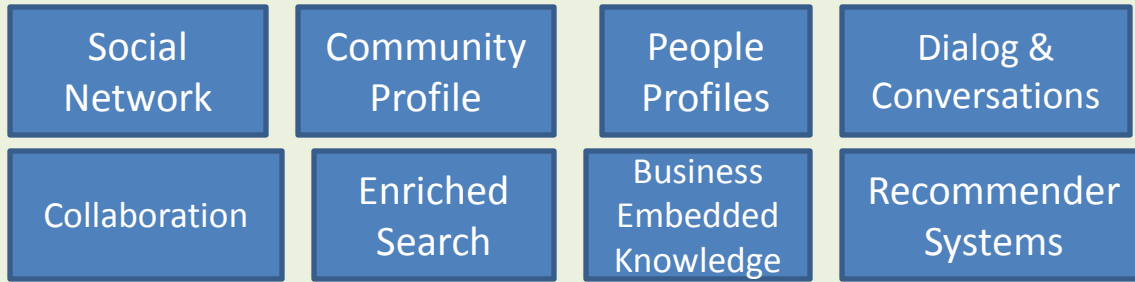 Social
Network
Community
Profile
People
Profiles
Dialog &
Conversations
Collaboration
Enriched
Search
Business
Embedded
Knowledge
Recommender
Systems